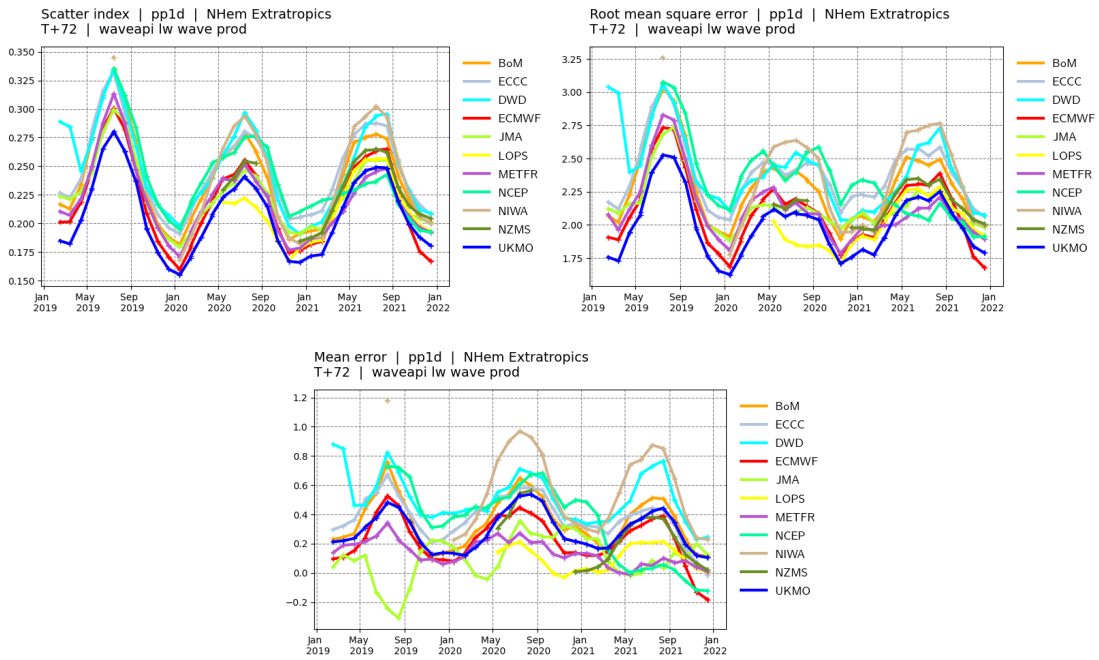 Scatter index | pp1d | NHem Extratropics
T+72 | waveapi lw wave prod
0.350
0.325
0.300
0.275
0.250
0.225
0.200
0.175
0.150
Jan 2019 May 2019 Sep 2019 Jan 2020 May 2020 Sep 2020 Jan 2021 May 2021 Sep 2021 Jan 2022
BoM
ECCC
DWD
ECMWF
JMA
LOPS
METFR
NCEP
NIWA
NZMS
UKMO
Root mean square error | pp1d | NHem Extratropics
T+72 | waveapi lw wave prod
3.25
3.00
2.75
2.50
2.25
2.00
1.75
Jan 2019 May 2019 Sep 2019 Jan 2020 May 2020 Sep 2020 Jan 2021 May 2021 Sep 2021 Jan 2022
BoM
ECCC
DWD
ECMWF
JMA
LOPS
METFR
NCEP
NIWA
NZMS
UKMO
Mean error | pp1d | NHem Extratropics
T+72 | waveapi lw wave prod
1.2
1.0
0.8
0.6
0.4
0.2
0.0
−0.2
Jan 2019 May 2019 Sep 2019 Jan 2020 May 2020 Sep 2020 Jan 2021 May 2021 Sep 2021 Jan 2022
BoM
ECCC
DWD
ECMWF
JMA
LOPS
METFR
NCEP
NIWA
NZMS
UKMO